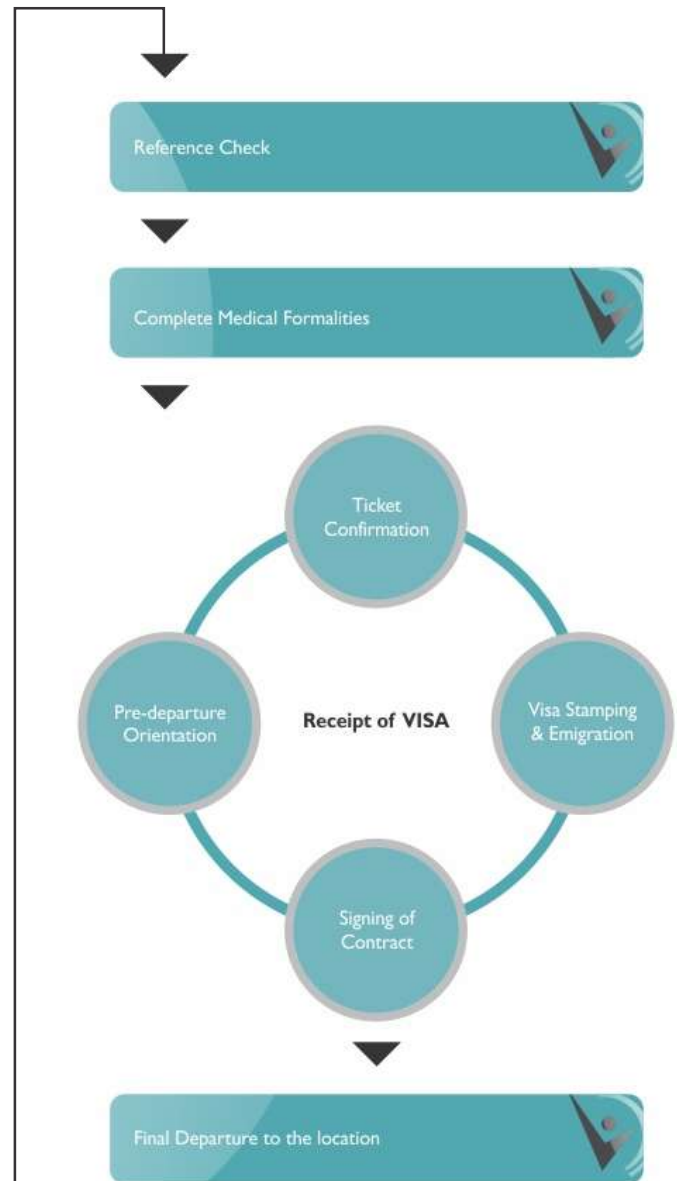 Reference Check
Complete Medical Formalities
Ticket
Confirmation
Pre-departure
Orientation
Receipt of VISA
Visa Stamping
& Emigration
Signing of
Contract
Final Departure to the location